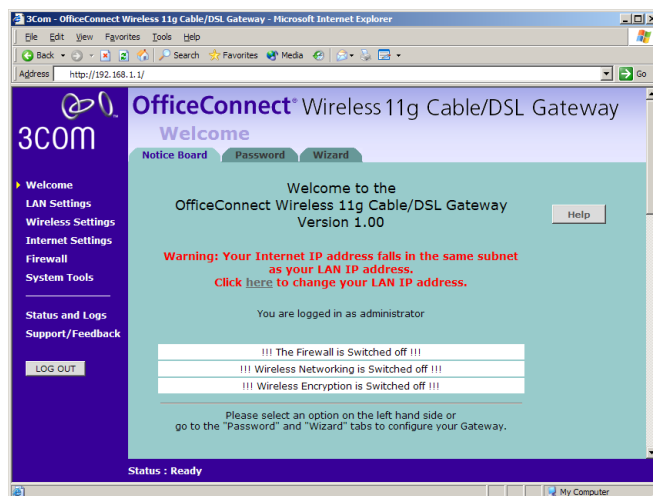 3Com - OfficeConnect Wireless 11g Cable/DSL Gateway - Microsoft Internet Explorer
File Edit View Favorites Tools Help
Back Search Favorites Media
Address http://192.168.1.1/ Go
3COM
OfficeConnect® Wireless 11g Cable/DSL Gateway
Welcome
Notice Board Password Wizard
Welcome
LAN Settings
Wireless Settings
Internet Settings
Firewall
System Tools
Status and Logs
Support/Feedback
LOG OUT
Welcome to the
OfficeConnect Wireless 11g Cable/DSL Gateway
Version 1.00
Help
Warning: Your Internet IP address falls in the same subnet
as your LAN IP address.
Click here to change your LAN IP address.
You are logged in as administrator
!!! The Firewall is Switched off !!!
!!! Wireless Networking is Switched off !!!
!!! Wireless Encryption is Switched off !!!
Please select an option on the left hand side or
go to the "Password" and "Wizard" tabs to configure your Gateway.
Status : Ready
My Computer